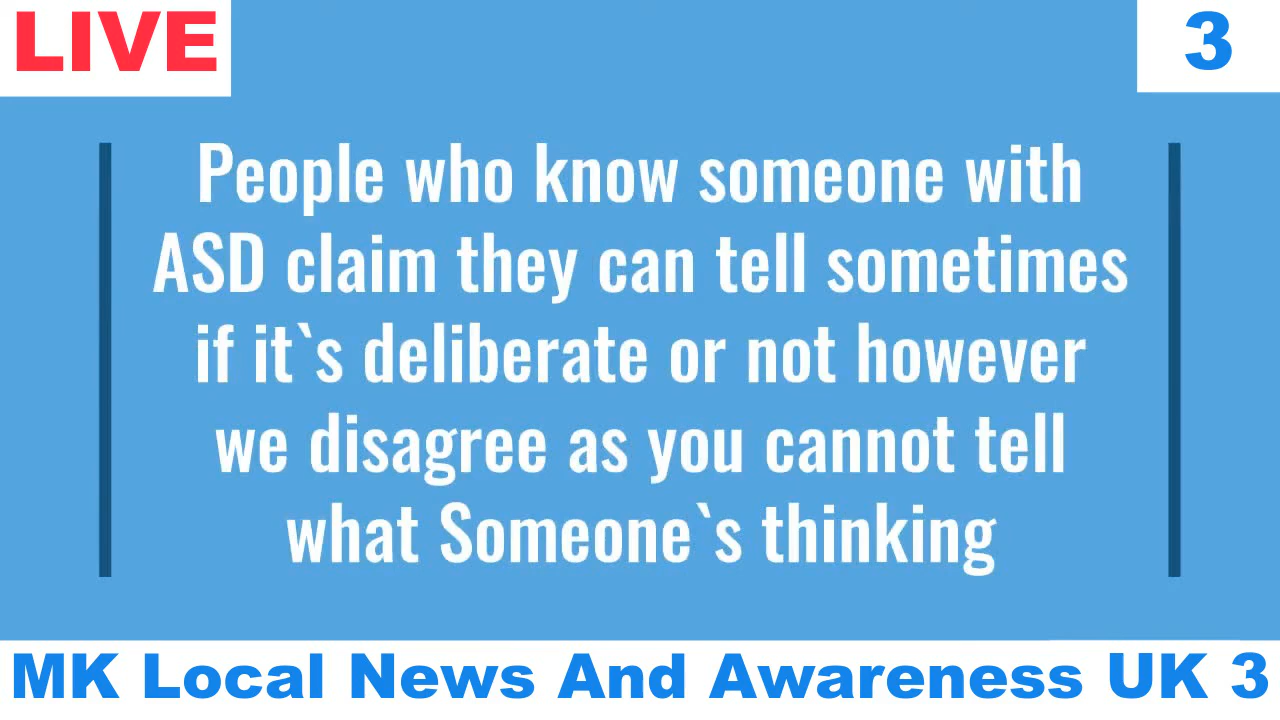 LIVE
3
People who know someone with
ASD claim they can tell sometimes
if it`s deliberate or not however
we disagree as you cannot tell
what Someone`s thinking
MK Local News And Awareness UK 3